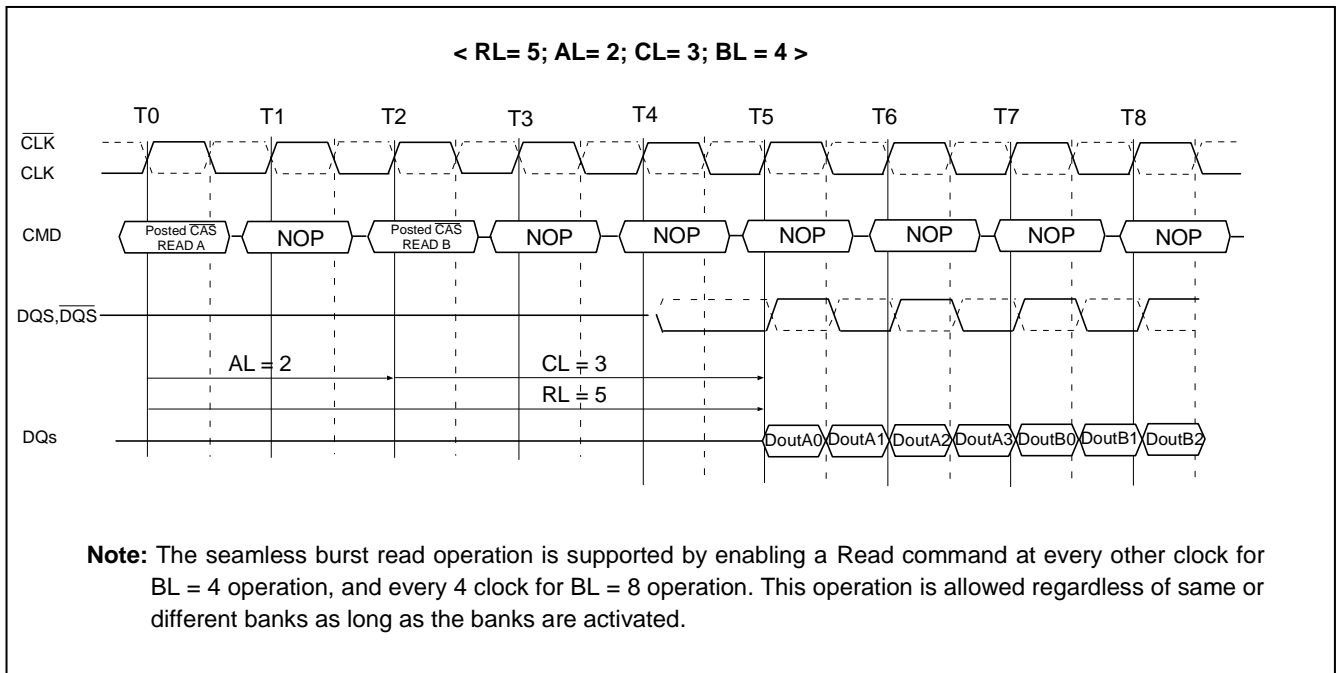 < RL= 5; AL= 2; CL= 3; BL = 4 >
T0 T1 T2 T3 T4 T5 T6 T7 T8
CLK
CLK
CMD
Posted CAS
READ A
NOP
Posted CAS
READ B
NOP NOP NOP NOP NOP NOP
DQS,DQS
AL = 2
CL = 3
RL = 5
DQs
DoutA0 DoutA1 DoutA2 DoutA3 DoutB0 DoutB1 DoutB2
Note: The seamless burst read operation is supported by enabling a Read command at every other clock for
BL = 4 operation, and every 4 clock for BL = 8 operation. This operation is allowed regardless of same or
different banks as long as the banks are activated.